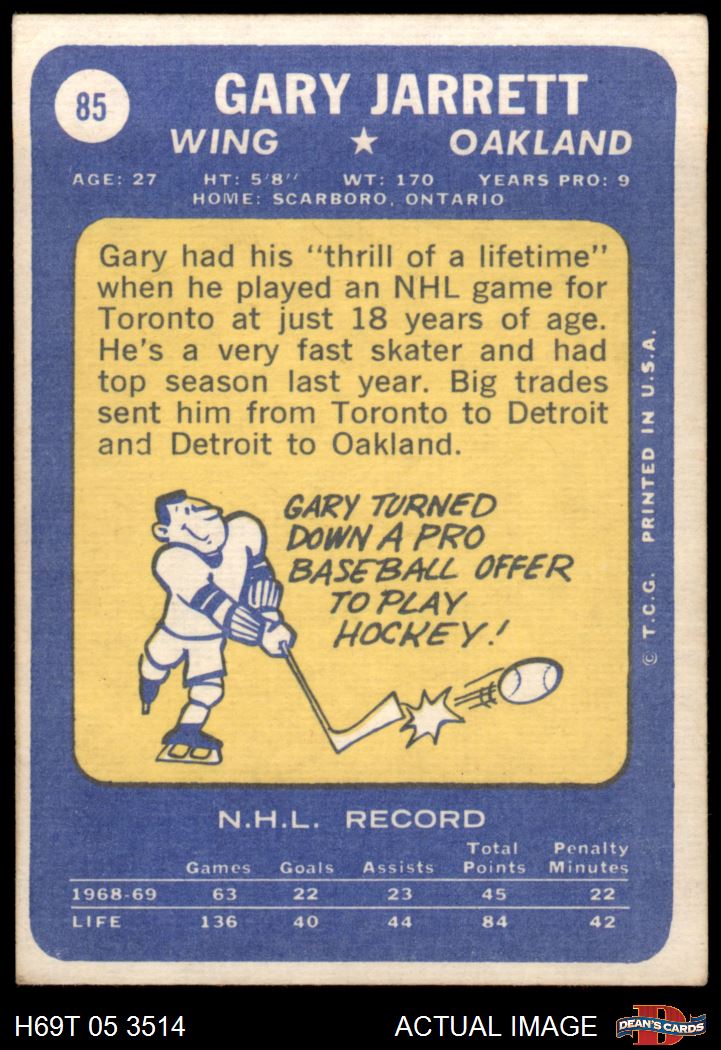 85
GARY JARRETT
WING ★ OAKLAND
AGE: 27 HT: 5'8" WT: 170 YEARS PRO: 9
HOME: SCARBORO, ONTARIO
Gary had his "thrill of a lifetime"
when he played an NHL game for
Toronto at just 18 years of age.
He's a very fast skater and had
top season last year. Big trades
sent him from Toronto to Detroit
and Detroit to Oakland.
GARY TURNED
DOWN A PRO
BASEBALL OFFER
TO PLAY
HOCKEY!
© T.C.G. PRINTED IN U.S.A.
N.H.L. RECORD
Games Goals Assists Total Points Penalty Minutes
1968-69 63 22 23 45 22
LIFE 136 40 44 84 42
H69T 05 3514 ACTUAL IMAGE D DEAN'S CARDS